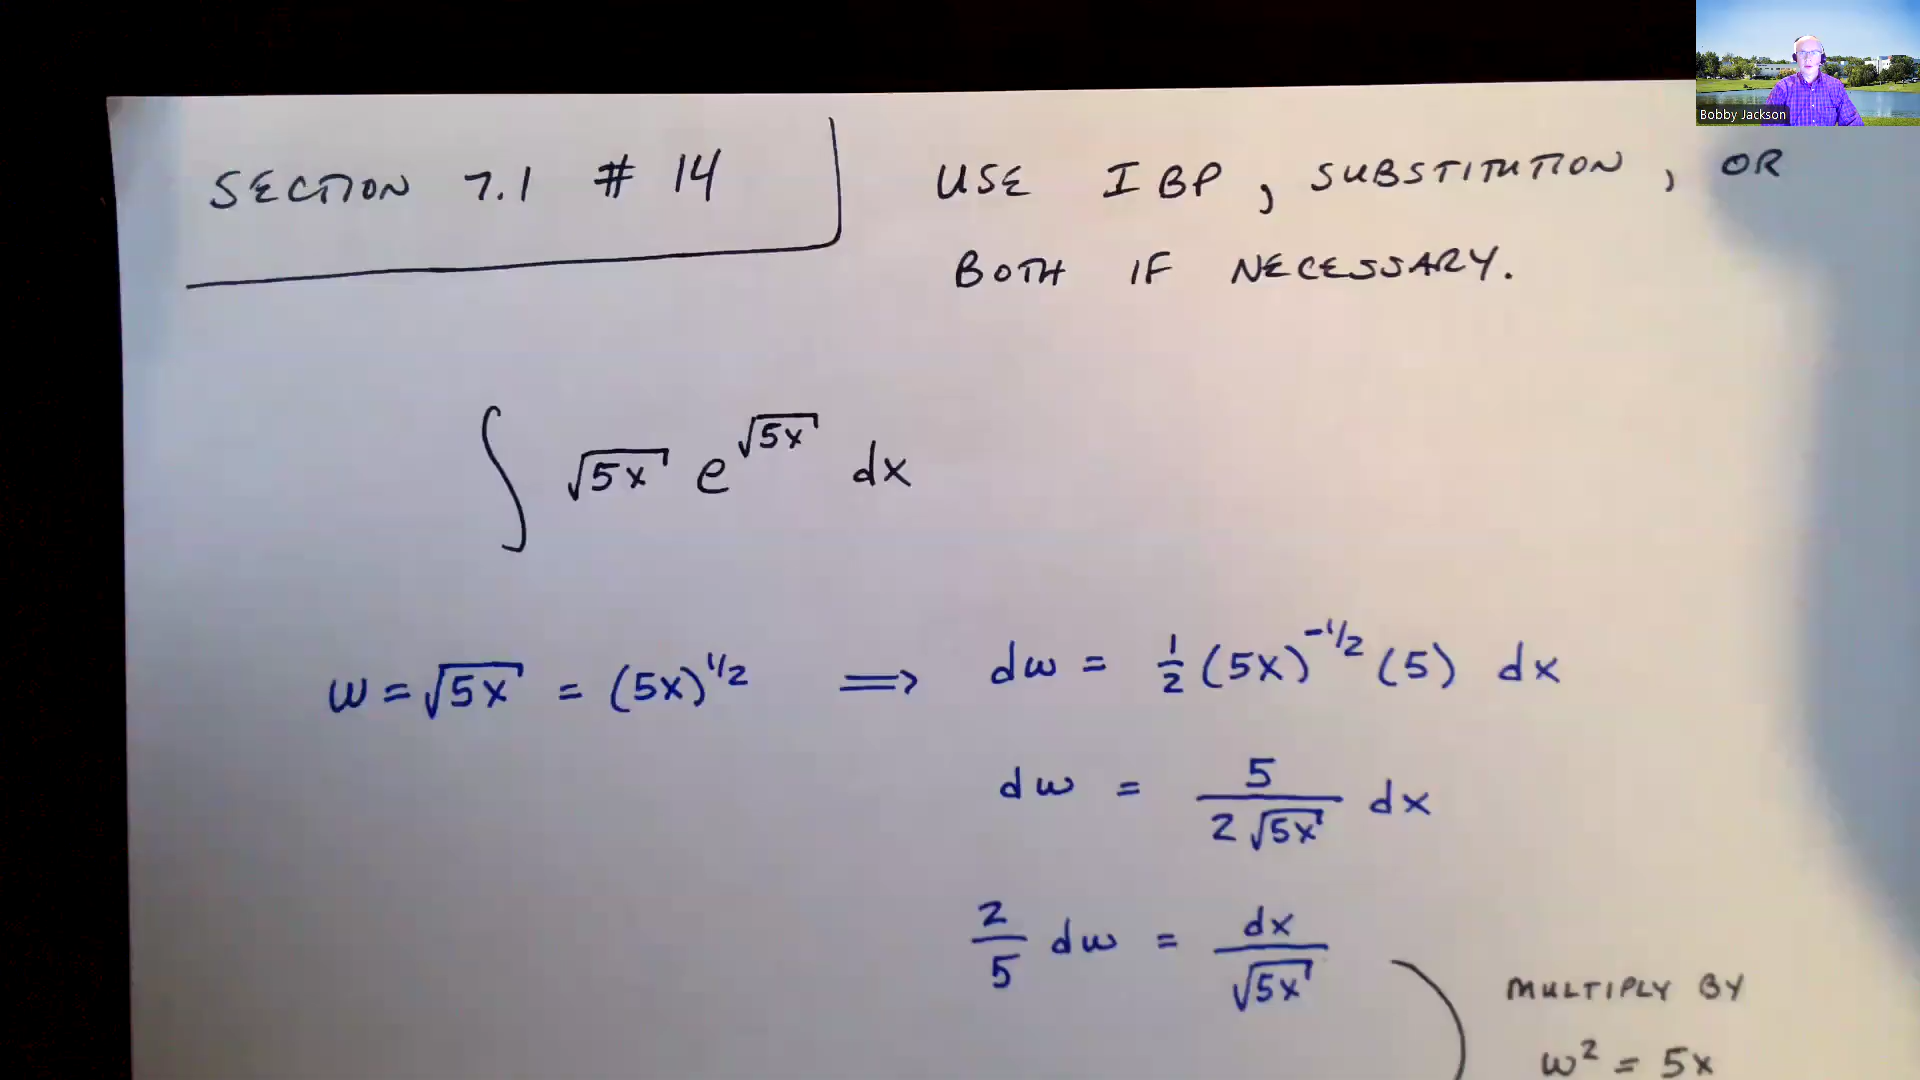 Bobby Jackson
SECTION 7.1 # 14
USE IBP, SUBSTITUTION, OR
BOTH IF NECESSARY.
∫ √5x e^√5x dx
w = √5x = (5x)^1/2 ⟹ dw = 1/2 (5x)^-1/2 (5) dx
dw = 5/(2√5x) dx
2/5 dw = dx/√5x
MULTIPLY BY
w² = 5x